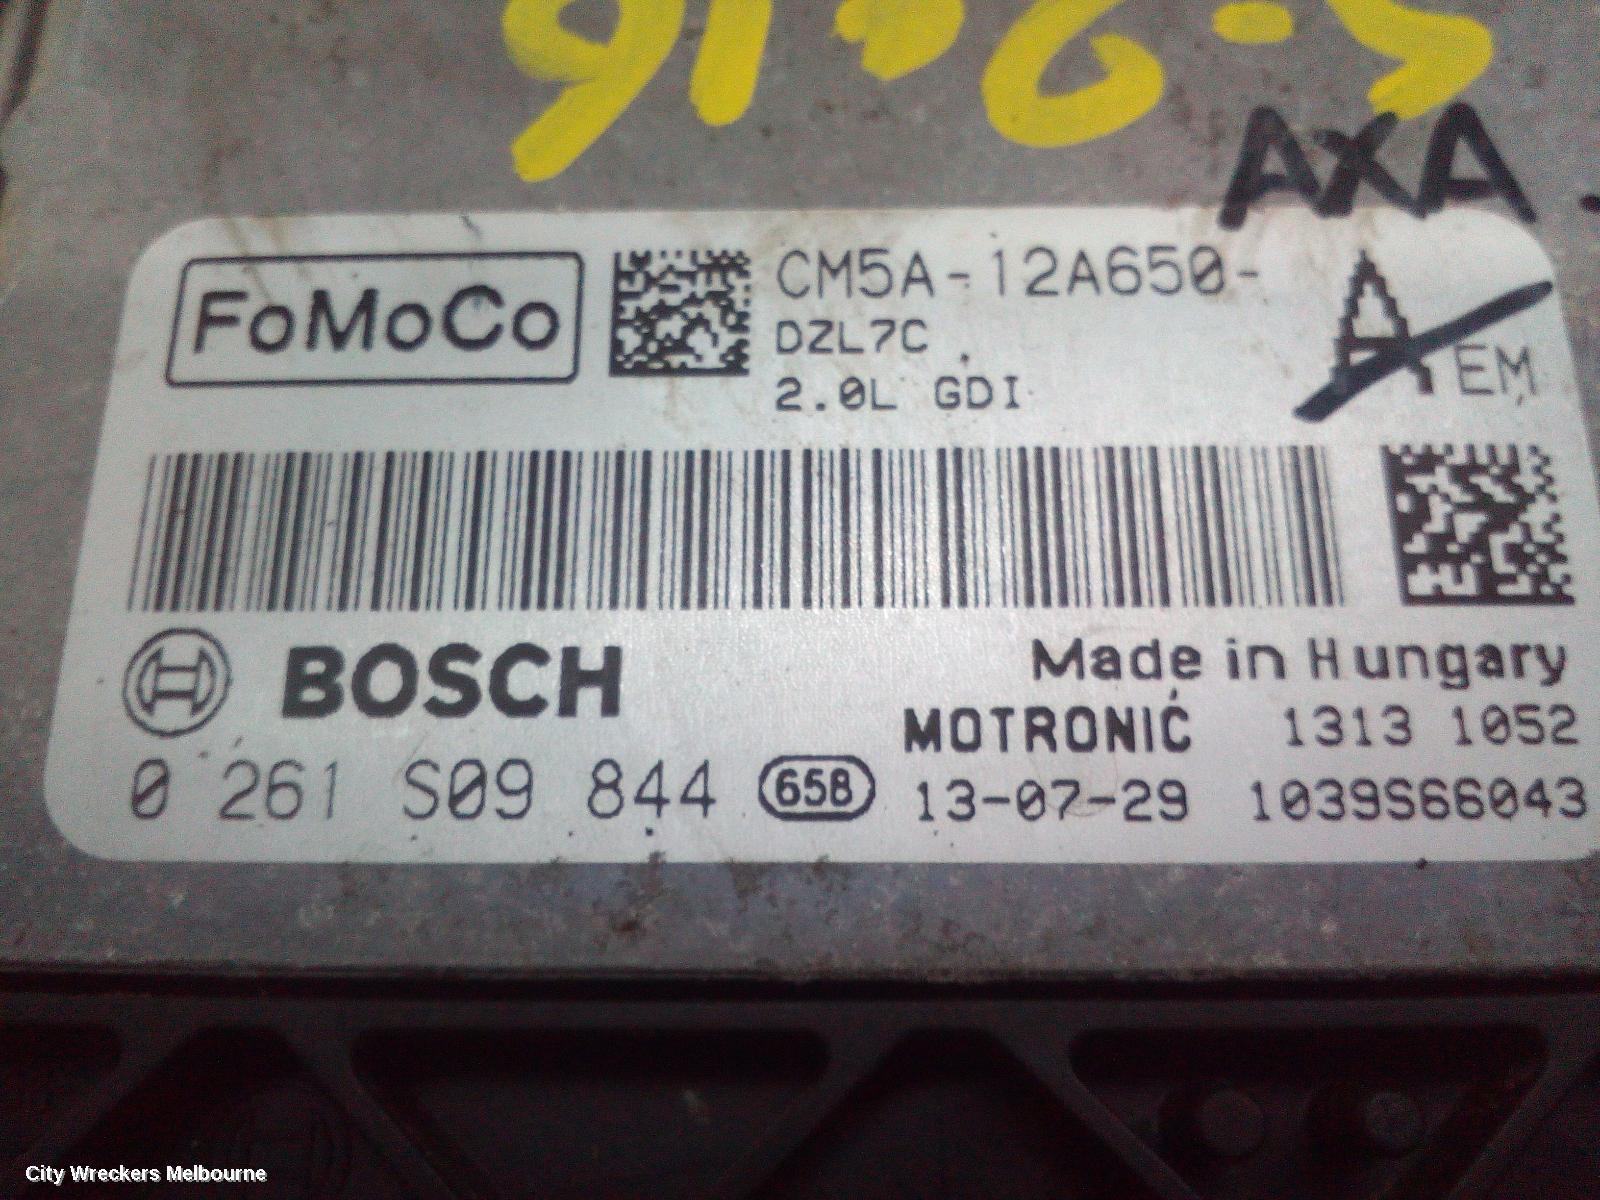 AXA
FoMoCo
CM5A-12A650-
A EM
DZL7C
2.0L GDI
BOSCH
Made in Hungary
MOTRONIC 1313 1052
0 261 S09 844 65B 13-07-29 1039S66043
City Wreckers Melbourne